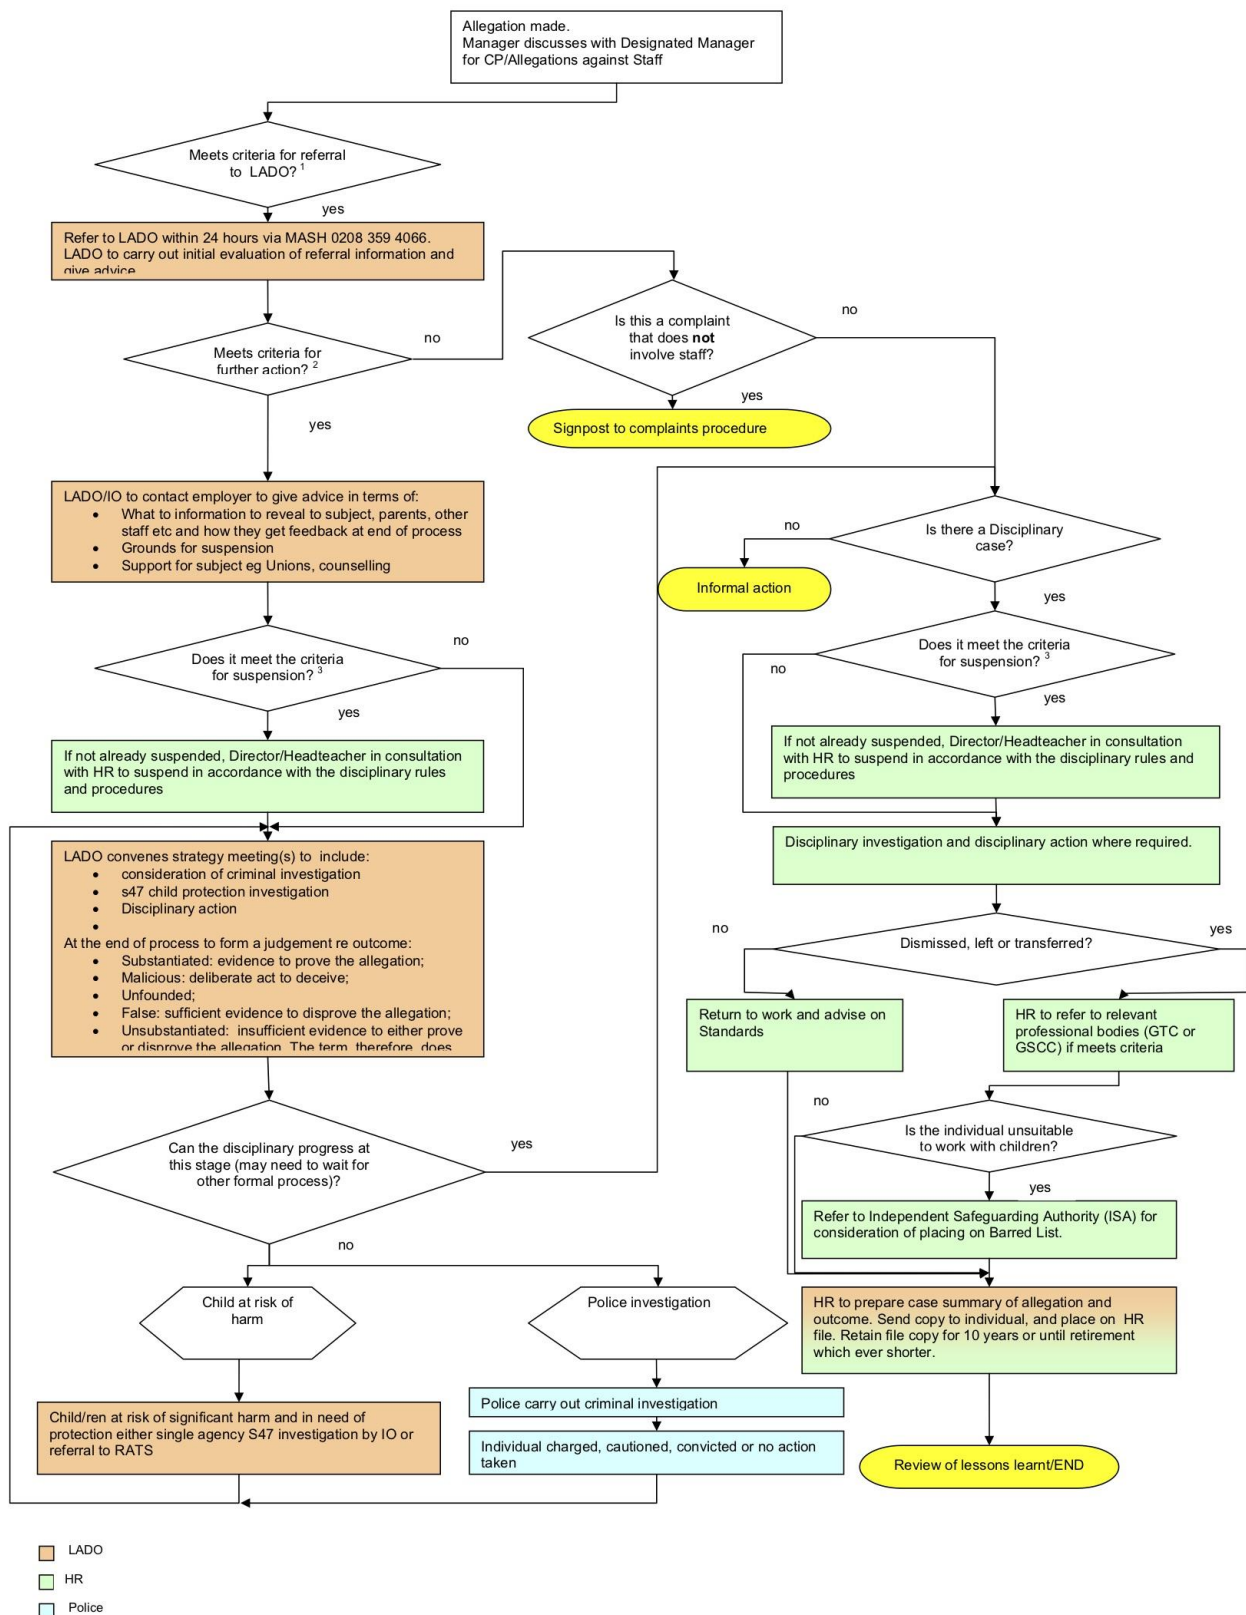 Allegation made.
Manager discusses with Designated Manager
for CP/Allegations against Staff
Meets criteria for referral
to LADO? 1
yes
Refer to LADO within 24 hours via MASH 0208 359 4066.
LADO to carry out initial evaluation of referral information and
give advice
Meets criteria for
further action? 2
no
yes
Is this a complaint
that does not
involve staff?
no
yes
Signpost to complaints procedure
LADO/IO to contact employer to give advice in terms of:
• What to information to reveal to subject, parents, other
staff etc and how they get feedback at end of process
• Grounds for suspension
• Support for subject eg Unions, counselling
Is there a Disciplinary
case?
no
Informal action
yes
Does it meet the criteria
for suspension? 3
no
yes
If not already suspended, Director/Headteacher in consultation
with HR to suspend in accordance with the disciplinary rules
and procedures
Does it meet the criteria
for suspension? 3
no
yes
If not already suspended, Director/Headteacher in consultation
with HR to suspend in accordance with the disciplinary rules and
procedures
Disciplinary investigation and disciplinary action where required.
LADO convenes strategy meeting(s) to include:
• consideration of criminal investigation
• s47 child protection investigation
• Disciplinary action
•
At the end of process to form a judgement re outcome:
• Substantiated: evidence to prove the allegation;
• Malicious: deliberate act to deceive;
• Unfounded;
• False: sufficient evidence to disprove the allegation;
• Unsubstantiated: insufficient evidence to either prove
or disprove the allegation. The term, therefore, does
Dismissed, left or transferred?
no
yes
Return to work and advise on
Standards
HR to refer to relevant
professional bodies (GTC or
GSCC) if meets criteria
Can the disciplinary progress at
this stage (may need to wait for
other formal process)?
yes
no
Is the individual unsuitable
to work with children?
no
yes
Refer to Independent Safeguarding Authority (ISA) for
consideration of placing on Barred List.
Child at risk of
harm
Police investigation
HR to prepare case summary of allegation and
outcome. Send copy to individual, and place on HR
file. Retain file copy for 10 years or until retirement
which ever shorter.
Child/ren at risk of significant harm and in need of
protection either single agency S47 investigation by IO or
referral to RATS
Police carry out criminal investigation
Individual charged, cautioned, convicted or no action
taken
Review of lessons learnt/END
LADO
HR
Police